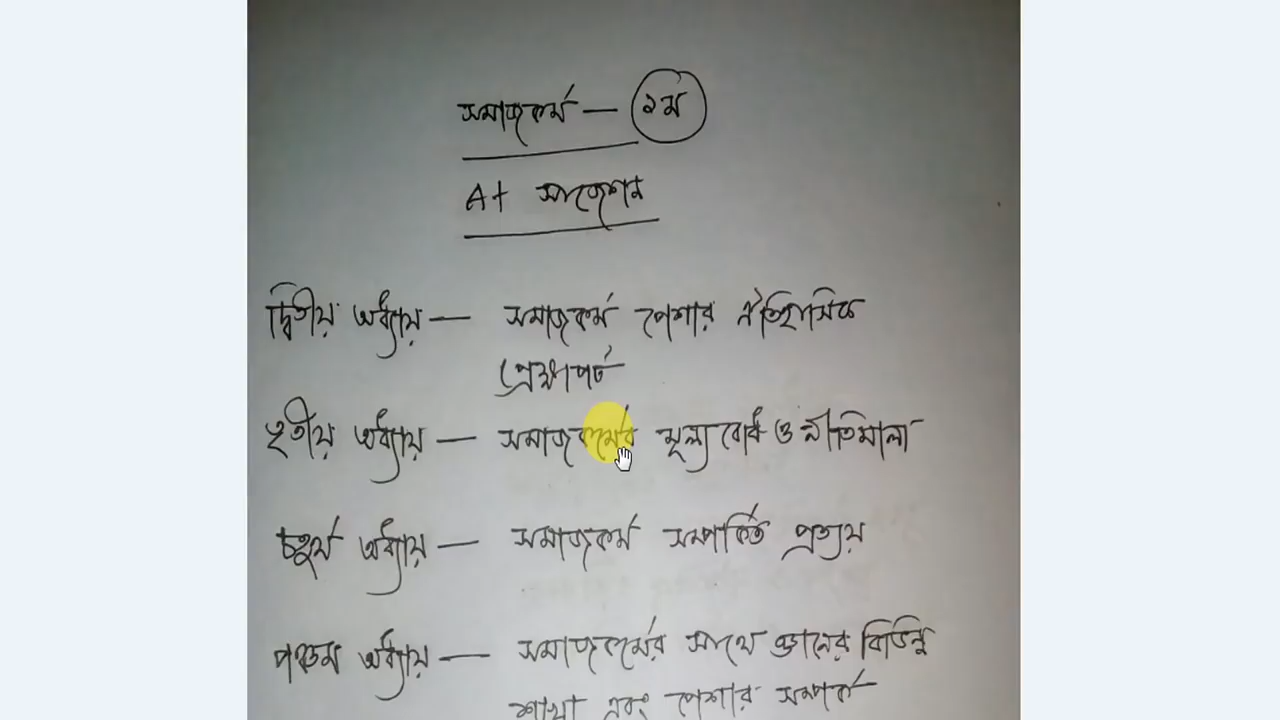 সমাজকর্ম — ১ম
A+ সাজেশন
দ্বিতীয় অধ্যায় — সমাজকর্ম পেশার ঐতিহাসিক
প্রেক্ষাপট
তৃতীয় অধ্যায় — সমাজকর্মের মূল্যবোধ ও নীতিমালা
চতুর্থ অধ্যায় — সমাজকর্ম সম্পর্কিত প্রত্যয়
পঞ্চম অধ্যায় — সমাজকর্মের সাথে জ্ঞানের বিভিন্ন
শাখা এবং পেশার সম্পর্ক